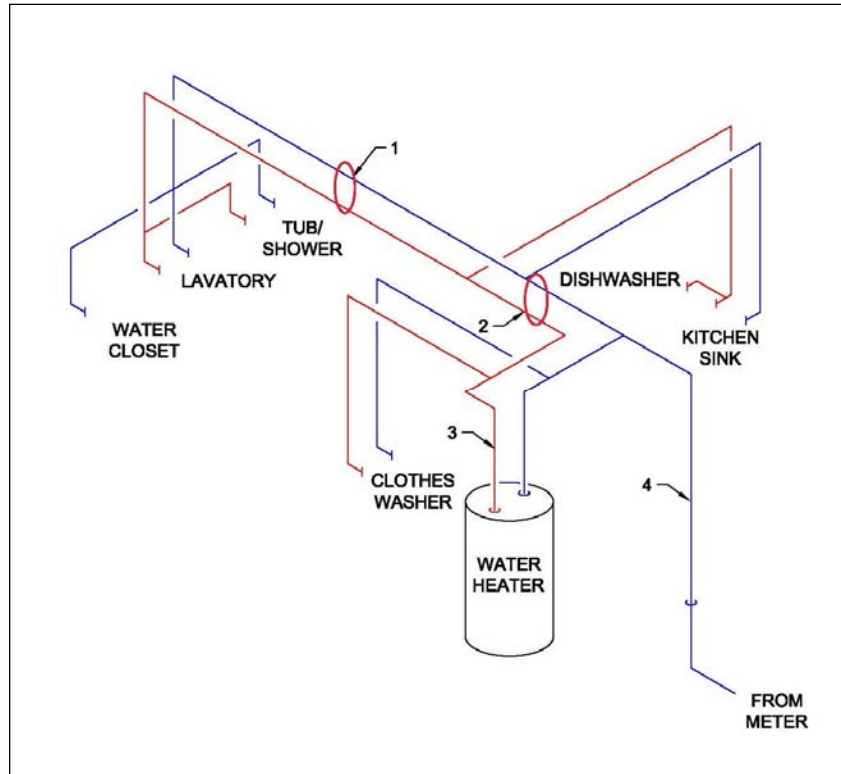 1
TUB/
SHOWER
LAVATORY
WATER
CLOSET
DISHWASHER
2
KITCHEN
SINK
3
CLOTHES
WASHER
4
WATER
HEATER
FROM
METER